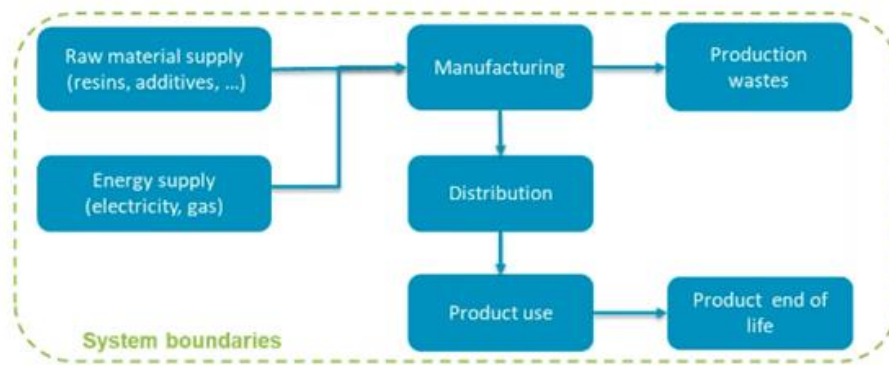 Raw material supply
(resins, additives, ...)
Manufacturing
Production
wastes
Energy supply
(electricity, gas)
Distribution
Product use
Product end of
life
System boundaries